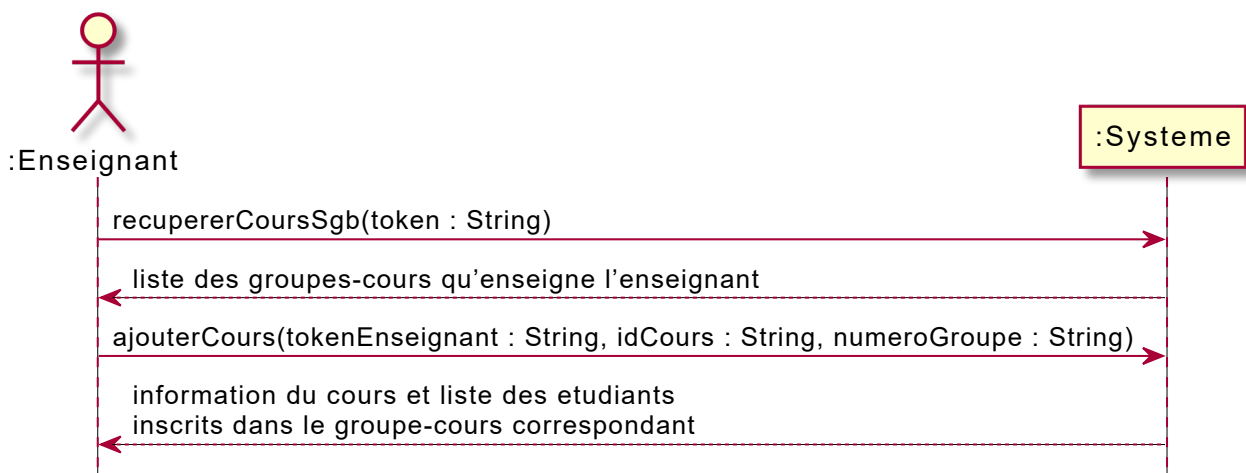 :Enseignant
:Systeme
recupererCoursSgb(token : String)
liste des groupes-cours qu’enseigne l’enseignant
ajouterCours(tokenEnseignant : String, idCours : String, numeroGroupe : String)
information du cours et liste des etudiants
inscrits dans le groupe-cours correspondant